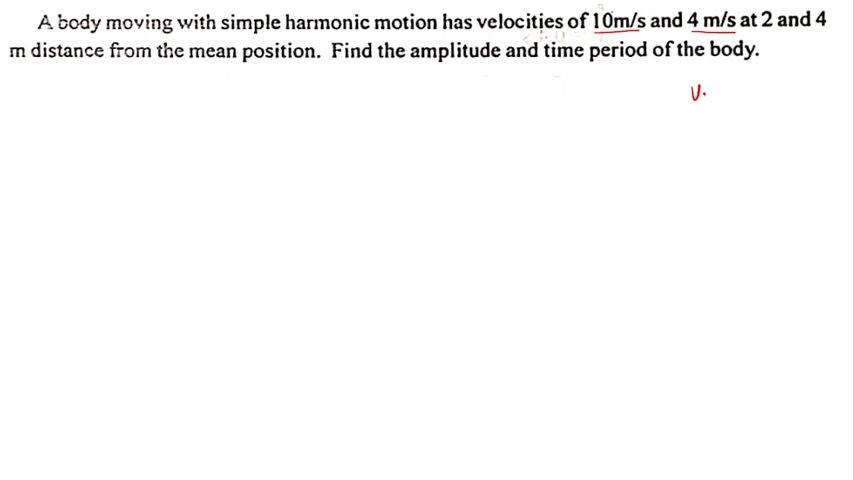 A body moving with simple harmonic motion has velocities of 10m/s and 4 m/s at 2 and 4
m distance from the mean position. Find the amplitude and time period of the body.
v.